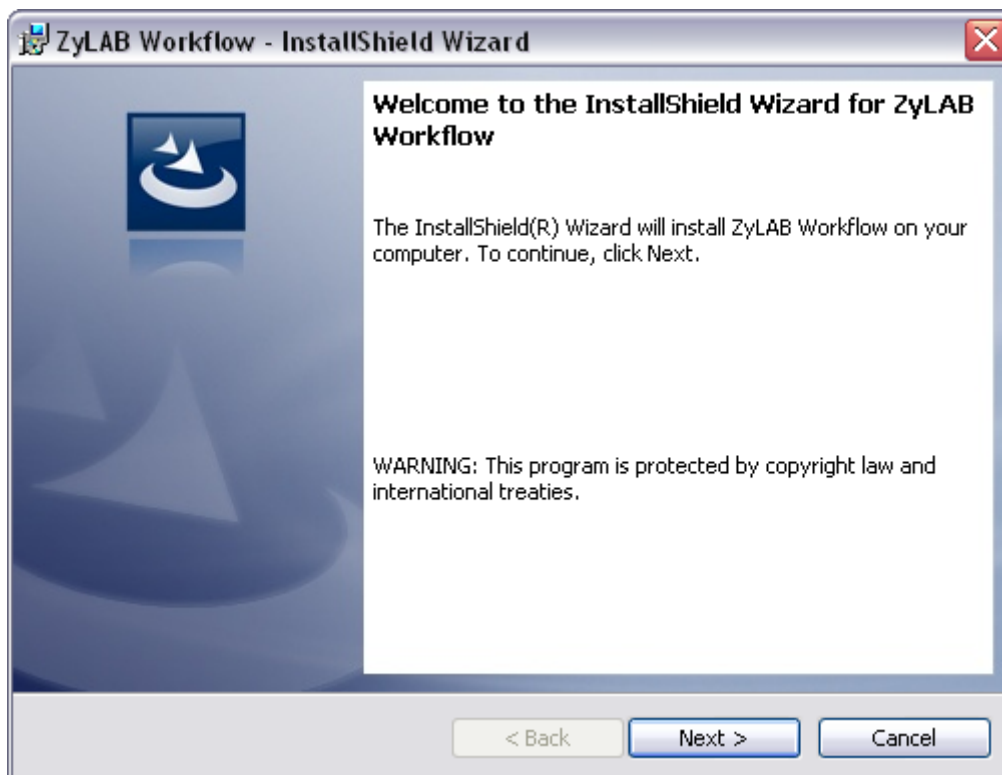 ZyLAB Workflow - InstallShield Wizard
Welcome to the InstallShield Wizard for ZyLAB
Workflow
The InstallShield(R) Wizard will install ZyLAB Workflow on your
computer. To continue, click Next.
WARNING: This program is protected by copyright law and
international treaties.
< Back
Next >
Cancel